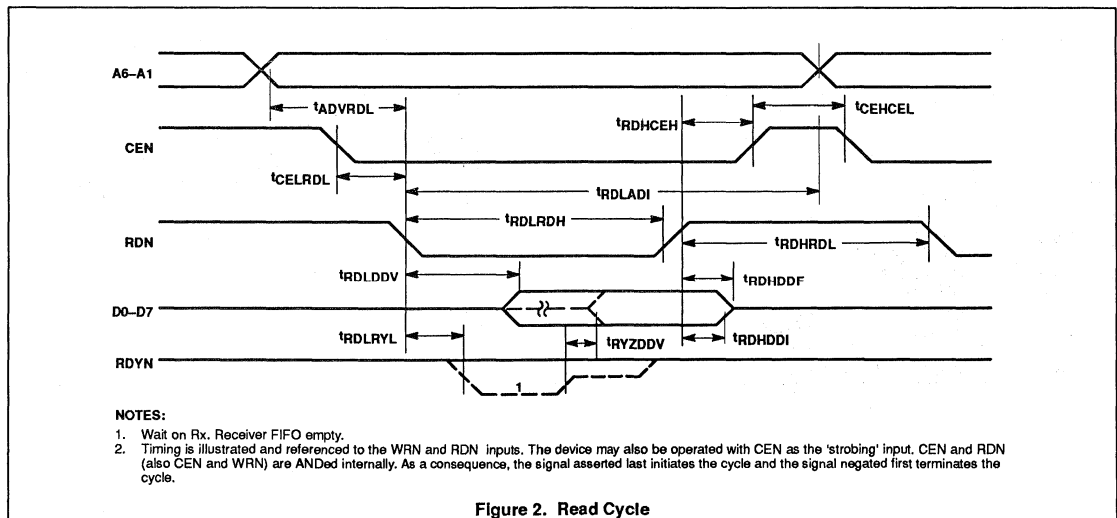 A6–A1
tADVRDL
tRDHCEH
tCEHCEL
CEN
tCELRDL
tRDLADI
tRDLRDH
RDN
tRDHRDL
tRDLDDV
tRDHDDF
D0–D7
tRDLRYL
tRYZDDV
tRDHDDI
RDYN
1
NOTES:
1. Wait on Rx. Receiver FIFO empty.
2. Timing is illustrated and referenced to the WRN and RDN inputs. The device may also be operated with CEN as the 'strobing' input. CEN and RDN
(also CEN and WRN) are ANDed internally. As a consequence, the signal asserted last initiates the cycle and the signal negated first terminates the
cycle.
Figure 2. Read Cycle